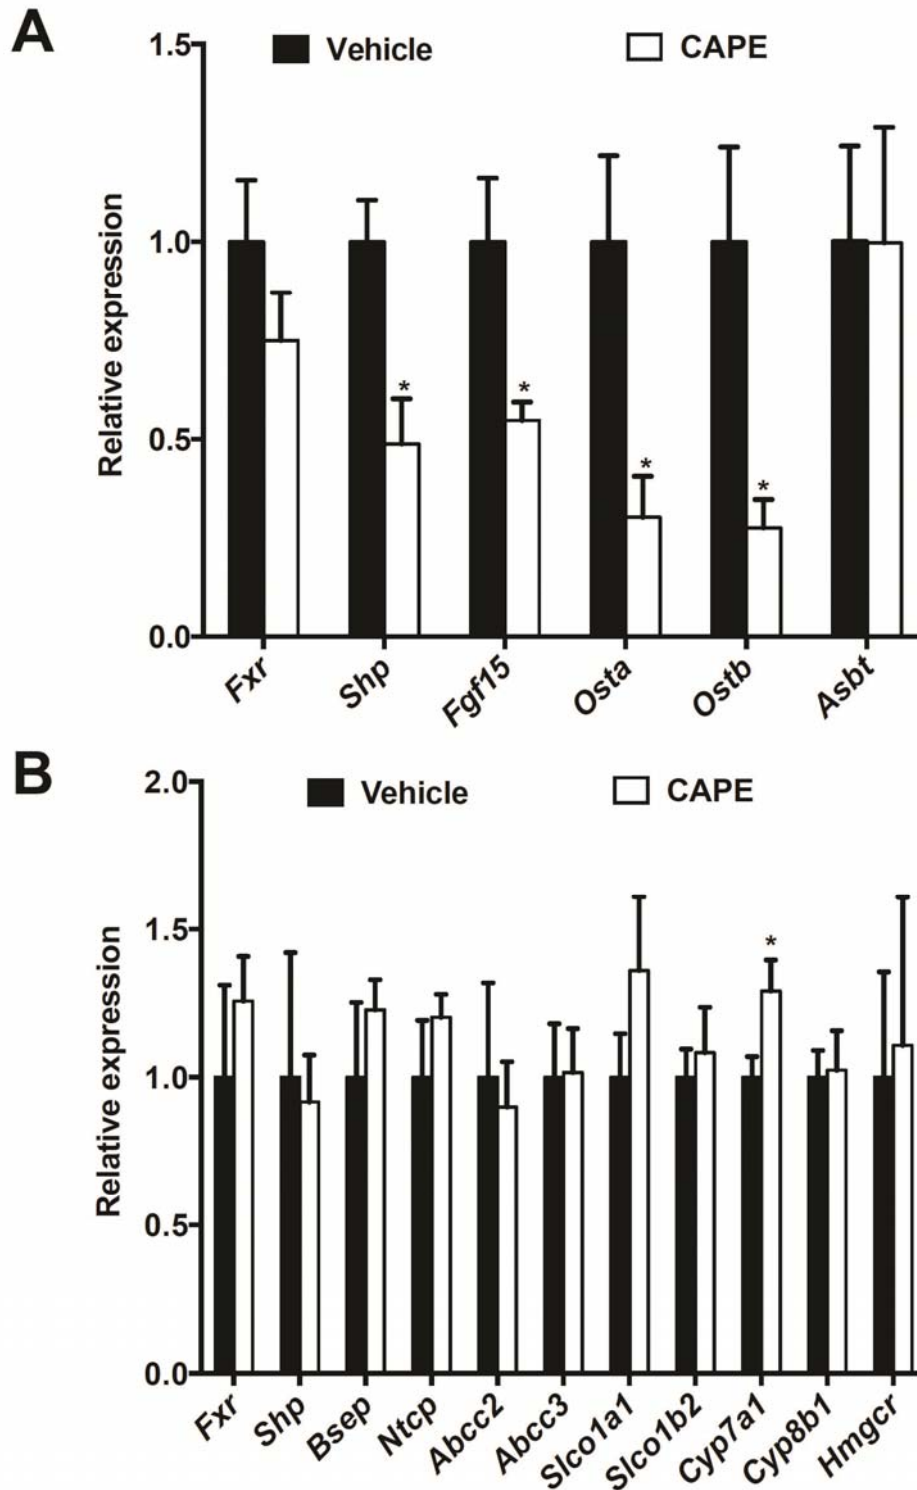 A
Vehicle CAPE
1.5
1.0
0.5
0.0
Relative expression
* * * *
Fxr Shp Fgf15 Osta Ostb Asbt
B
Vehicle CAPE
2.0
1.5
1.0
0.5
0.0
Relative expression
*
Fxr Shp Bsep Ntcp Abcc2 Abcc3 Slco1a1 Slco1b2 Cyp7a1 Cyp8b1 Hmgcr